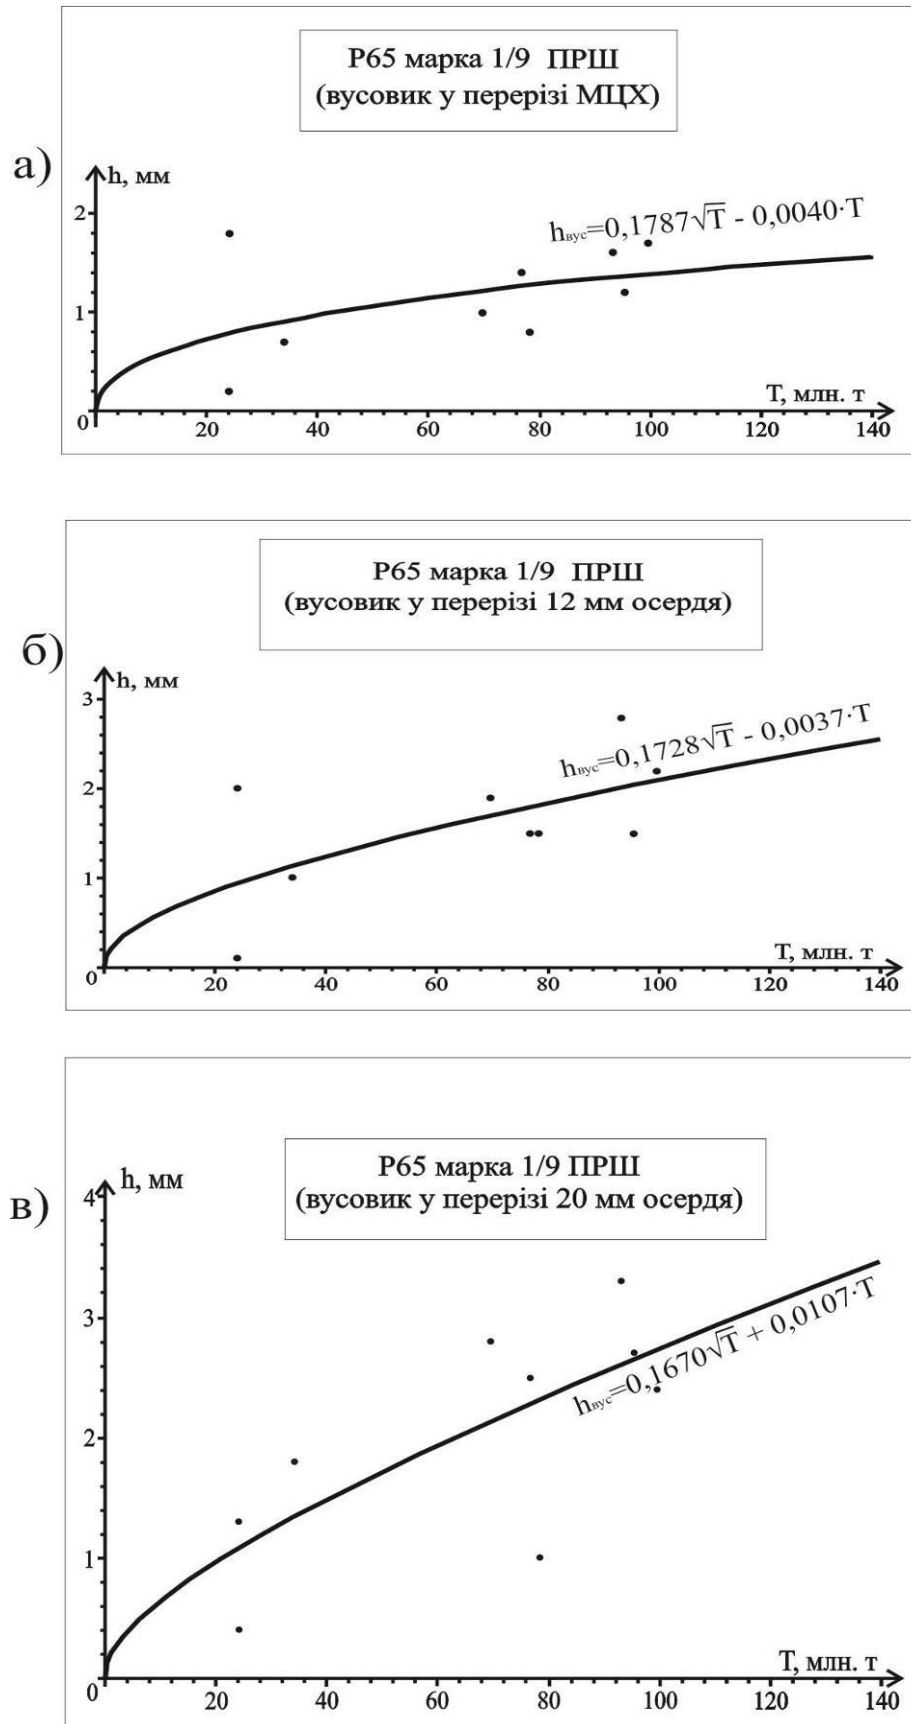 а)
Р65 марка 1/9 ПРШ
(вусовик у перерізі МЦХ)
h, мм
hвус=0,1787√T - 0,0040·T
2
1
0
T, млн. т
20 40 60 80 100 120 140
б)
Р65 марка 1/9 ПРШ
(вусовик у перерізі 12 мм осердя)
h, мм
hвус=0,1728√T - 0,0037·T
3
2
1
0
T, млн. т
20 40 60 80 100 120 140
в)
Р65 марка 1/9 ПРШ
(вусовик у перерізі 20 мм осердя)
h, мм
4
3
hвус=0,1670√T + 0,0107·T
2
1
0
T, млн. т
20 40 60 80 100 120 140